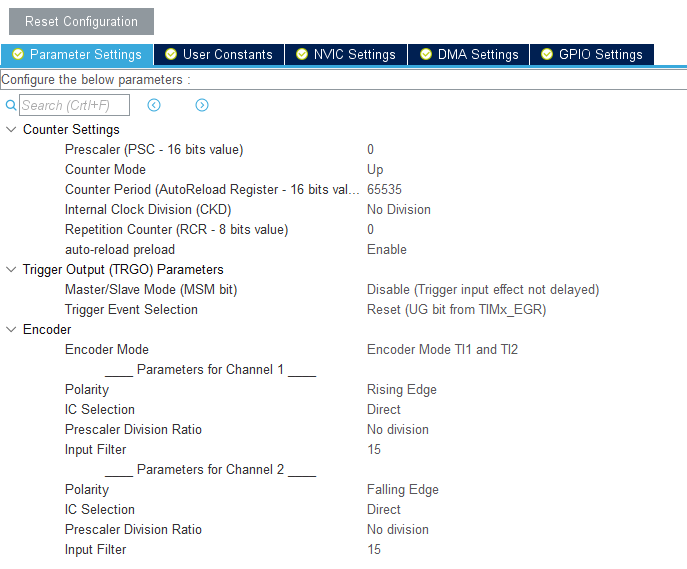 Reset Configuration
Parameter Settings User Constants NVIC Settings DMA Settings GPIO Settings
Configure the below parameters :
Search (Crtl+F)
Counter Settings
Prescaler (PSC - 16 bits value) 0
Counter Mode Up
Counter Period (AutoReload Register - 16 bits val... 65535
Internal Clock Division (CKD) No Division
Repetition Counter (RCR - 8 bits value) 0
auto-reload preload Enable
Trigger Output (TRGO) Parameters
Master/Slave Mode (MSM bit) Disable (Trigger input effect not delayed)
Trigger Event Selection Reset (UG bit from TIMx_EGR)
Encoder
Encoder Mode Encoder Mode TI1 and TI2
____ Parameters for Channel 1 ____
Polarity Rising Edge
IC Selection Direct
Prescaler Division Ratio No division
Input Filter 15
____ Parameters for Channel 2 ____
Polarity Falling Edge
IC Selection Direct
Prescaler Division Ratio No division
Input Filter 15